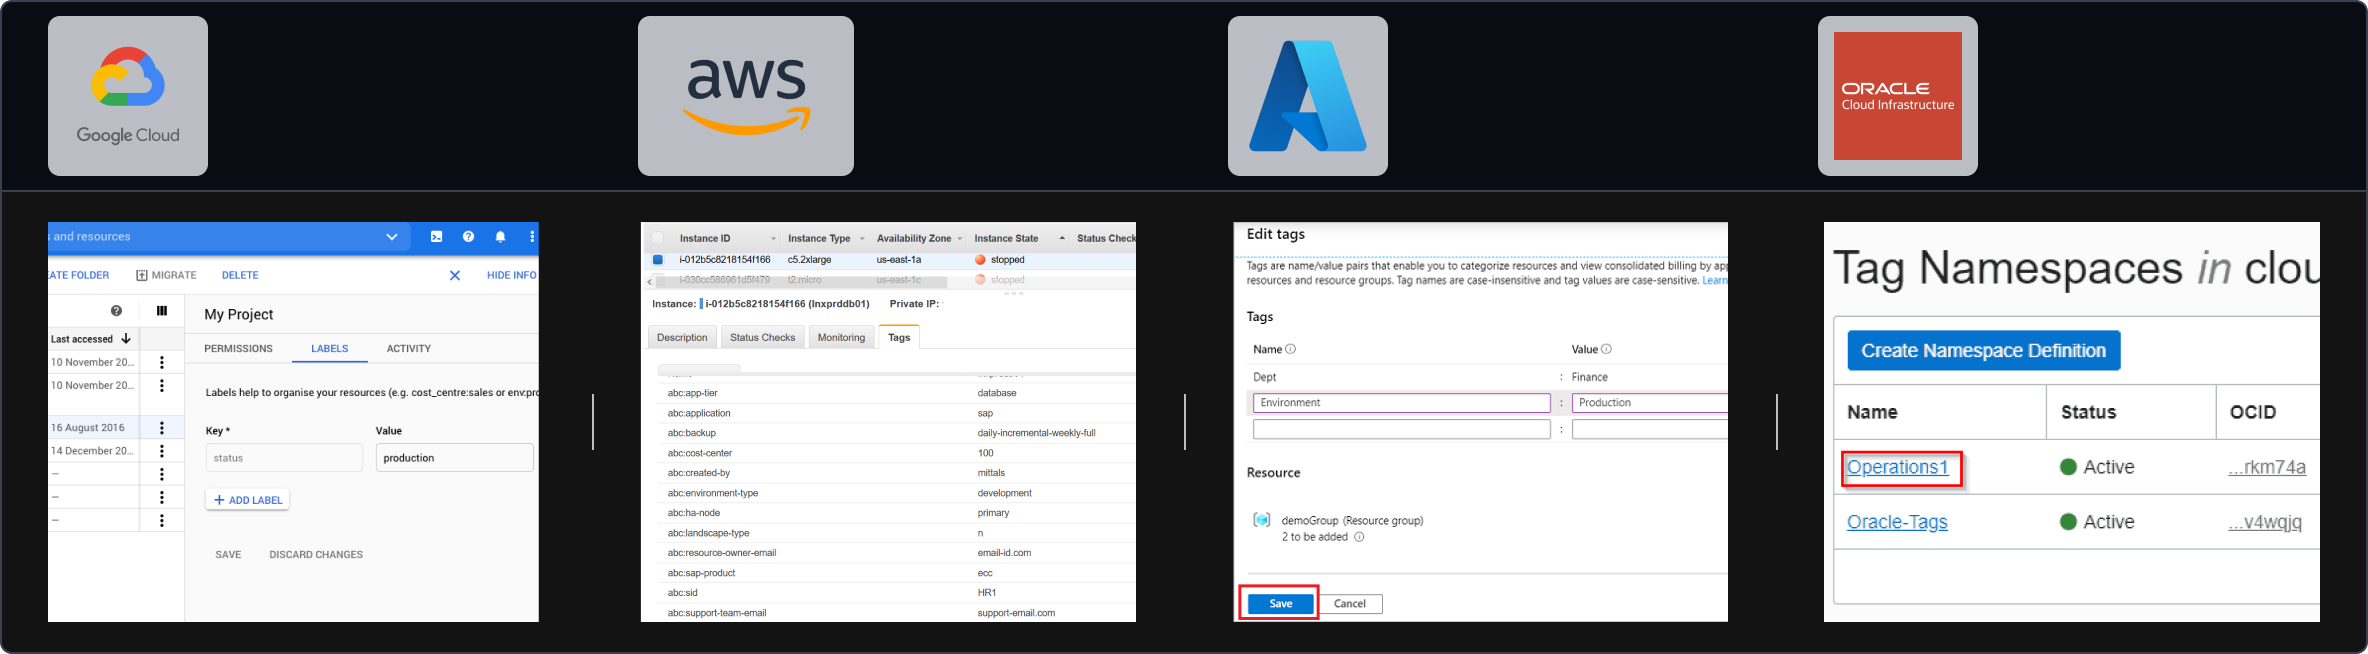 Google Cloud
aws
ORACLE
Cloud Infrastructure
and resources
ATE FOLDER
MIGRATE
DELETE
HIDE INFO
Last accessed
10 November 20...
10 November 20...
16 August 2016
14 December 20...
–
–
–
My Project
PERMISSIONS
LABELS
ACTIVITY
Labels help to organise your resources (e.g. cost_centre:sales or env:pro
Key *
Value
status
production
+ ADD LABEL
SAVE
DISCARD CHANGES
Instance ID
Instance Type
Availability Zone
Instance State
Status Check
i-012b5c8218154f166
c5.2xlarge
us-east-1a
stopped
i-030cc586961d5f479
t2.micro
us-east-1c
stopped
Instance: i-012b5c8218154f166 (lnxprddb01)
Private IP:
Description
Status Checks
Monitoring
Tags
abc:app-tier
database
abc:application
sap
abc:backup
daily-incremental-weekly-full
abc:cost-center
100
abc:created-by
mittals
abc:environment-type
development
abc:ha-node
primary
abc:landscape-type
n
abc:resource-owner-email
email-id.com
abc:sap-product
ecc
abc:sid
HR1
abc:support-team-email
support-email.com
Edit tags
Tags are name/value pairs that enable you to categorize resources and view consolidated billing by app
resources and resource groups. Tag names are case-insensitive and tag values are case-sensitive. Learn
Tags
Name
Value
Dept
: Finance
Environment
: Production
:
Resource
demoGroup (Resource group)
2 to be added
Save
Cancel
Tag Namespaces in clou
Create Namespace Definition
Name
Status
OCID
Operations1
Active
...rkm74a
Oracle-Tags
Active
...v4wqjq